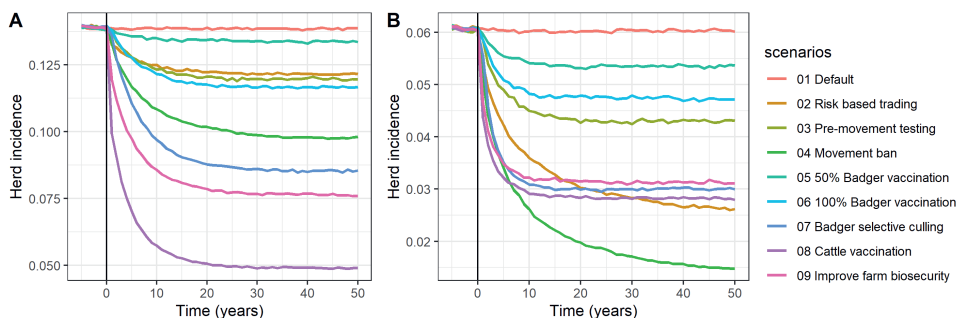 A
Herd incidence
0.125
0.100
0.075
0.050
0 10 20 30 40 50
Time (years)
B
Herd incidence
0.06
0.05
0.04
0.03
0.02
0 10 20 30 40 50
Time (years)
scenarios
01 Default
02 Risk based trading
03 Pre-movement testing
04 Movement ban
05 50% Badger vaccination
06 100% Badger vaccination
07 Badger selective culling
08 Cattle vaccination
09 Improve farm biosecurity